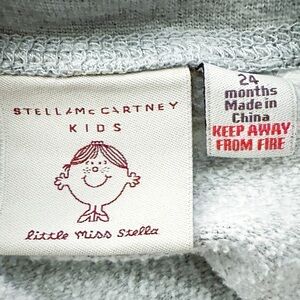 STELLA McCARTNEY
KIDS
little Miss Stella
24
months
Made in
China
KEEP AWAY
FROM FIRE